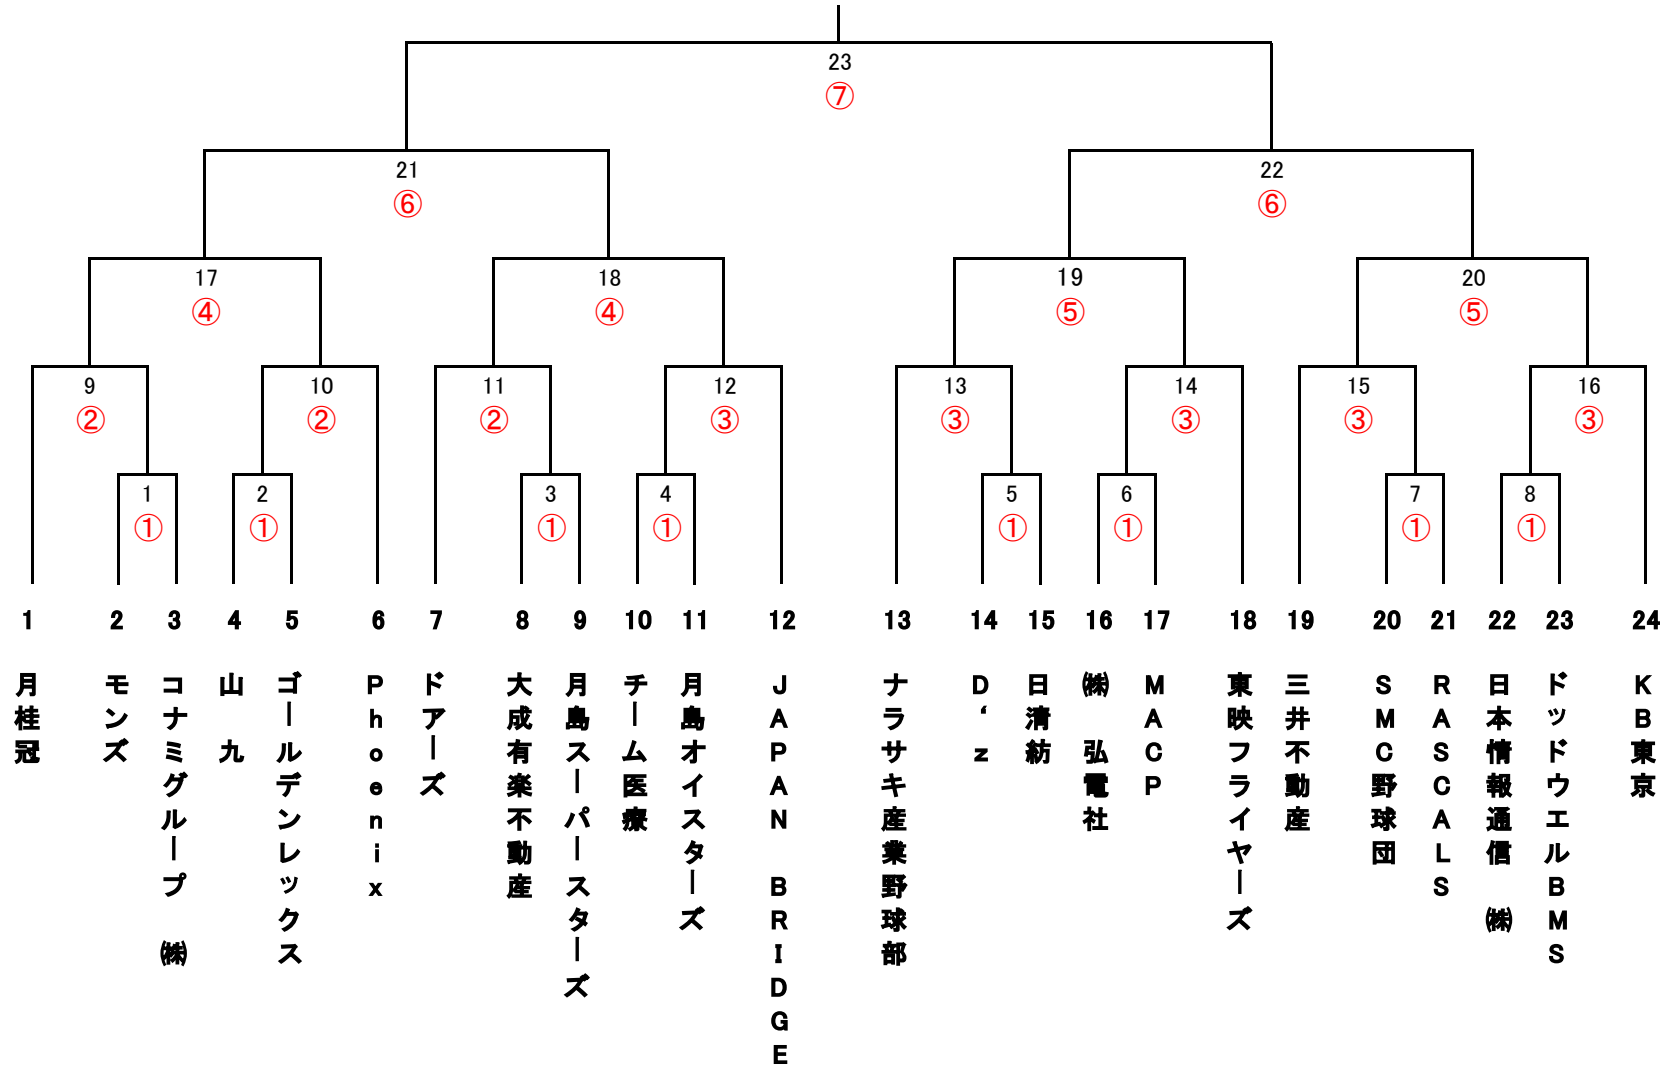 23
⑦
21 22
⑥ ⑥
17 18 19 20
④ ④ ⑤ ⑤
9 10 11 12 13 14 15 16
② ② ② ③ ③ ③ ③ ③
1 2 3 4 5 6 7 8
① ① ① ① ① ① ① ①
1 2 3 4 5 6 7 8 9 10 11 12 13 14 15 16 17 18 19 20 21 22 23 24
月桂冠
モンズ
コナミグループ ㈱
山 九
ゴールデンレックス
Phoenix
ドアーズ
大成有楽不動産
月島スーパースターズ
チーム医療
月島オイスターズ
JAPAN BRIDGE
ナラサキ産業野球部
D‘z
日清紡
㈱ 弘電社
MACP
東映フライヤーズ
三井不動産
SMC野球団
RASCALS
日本情報通信 ㈱
ドッドウエルBMS
KB東京